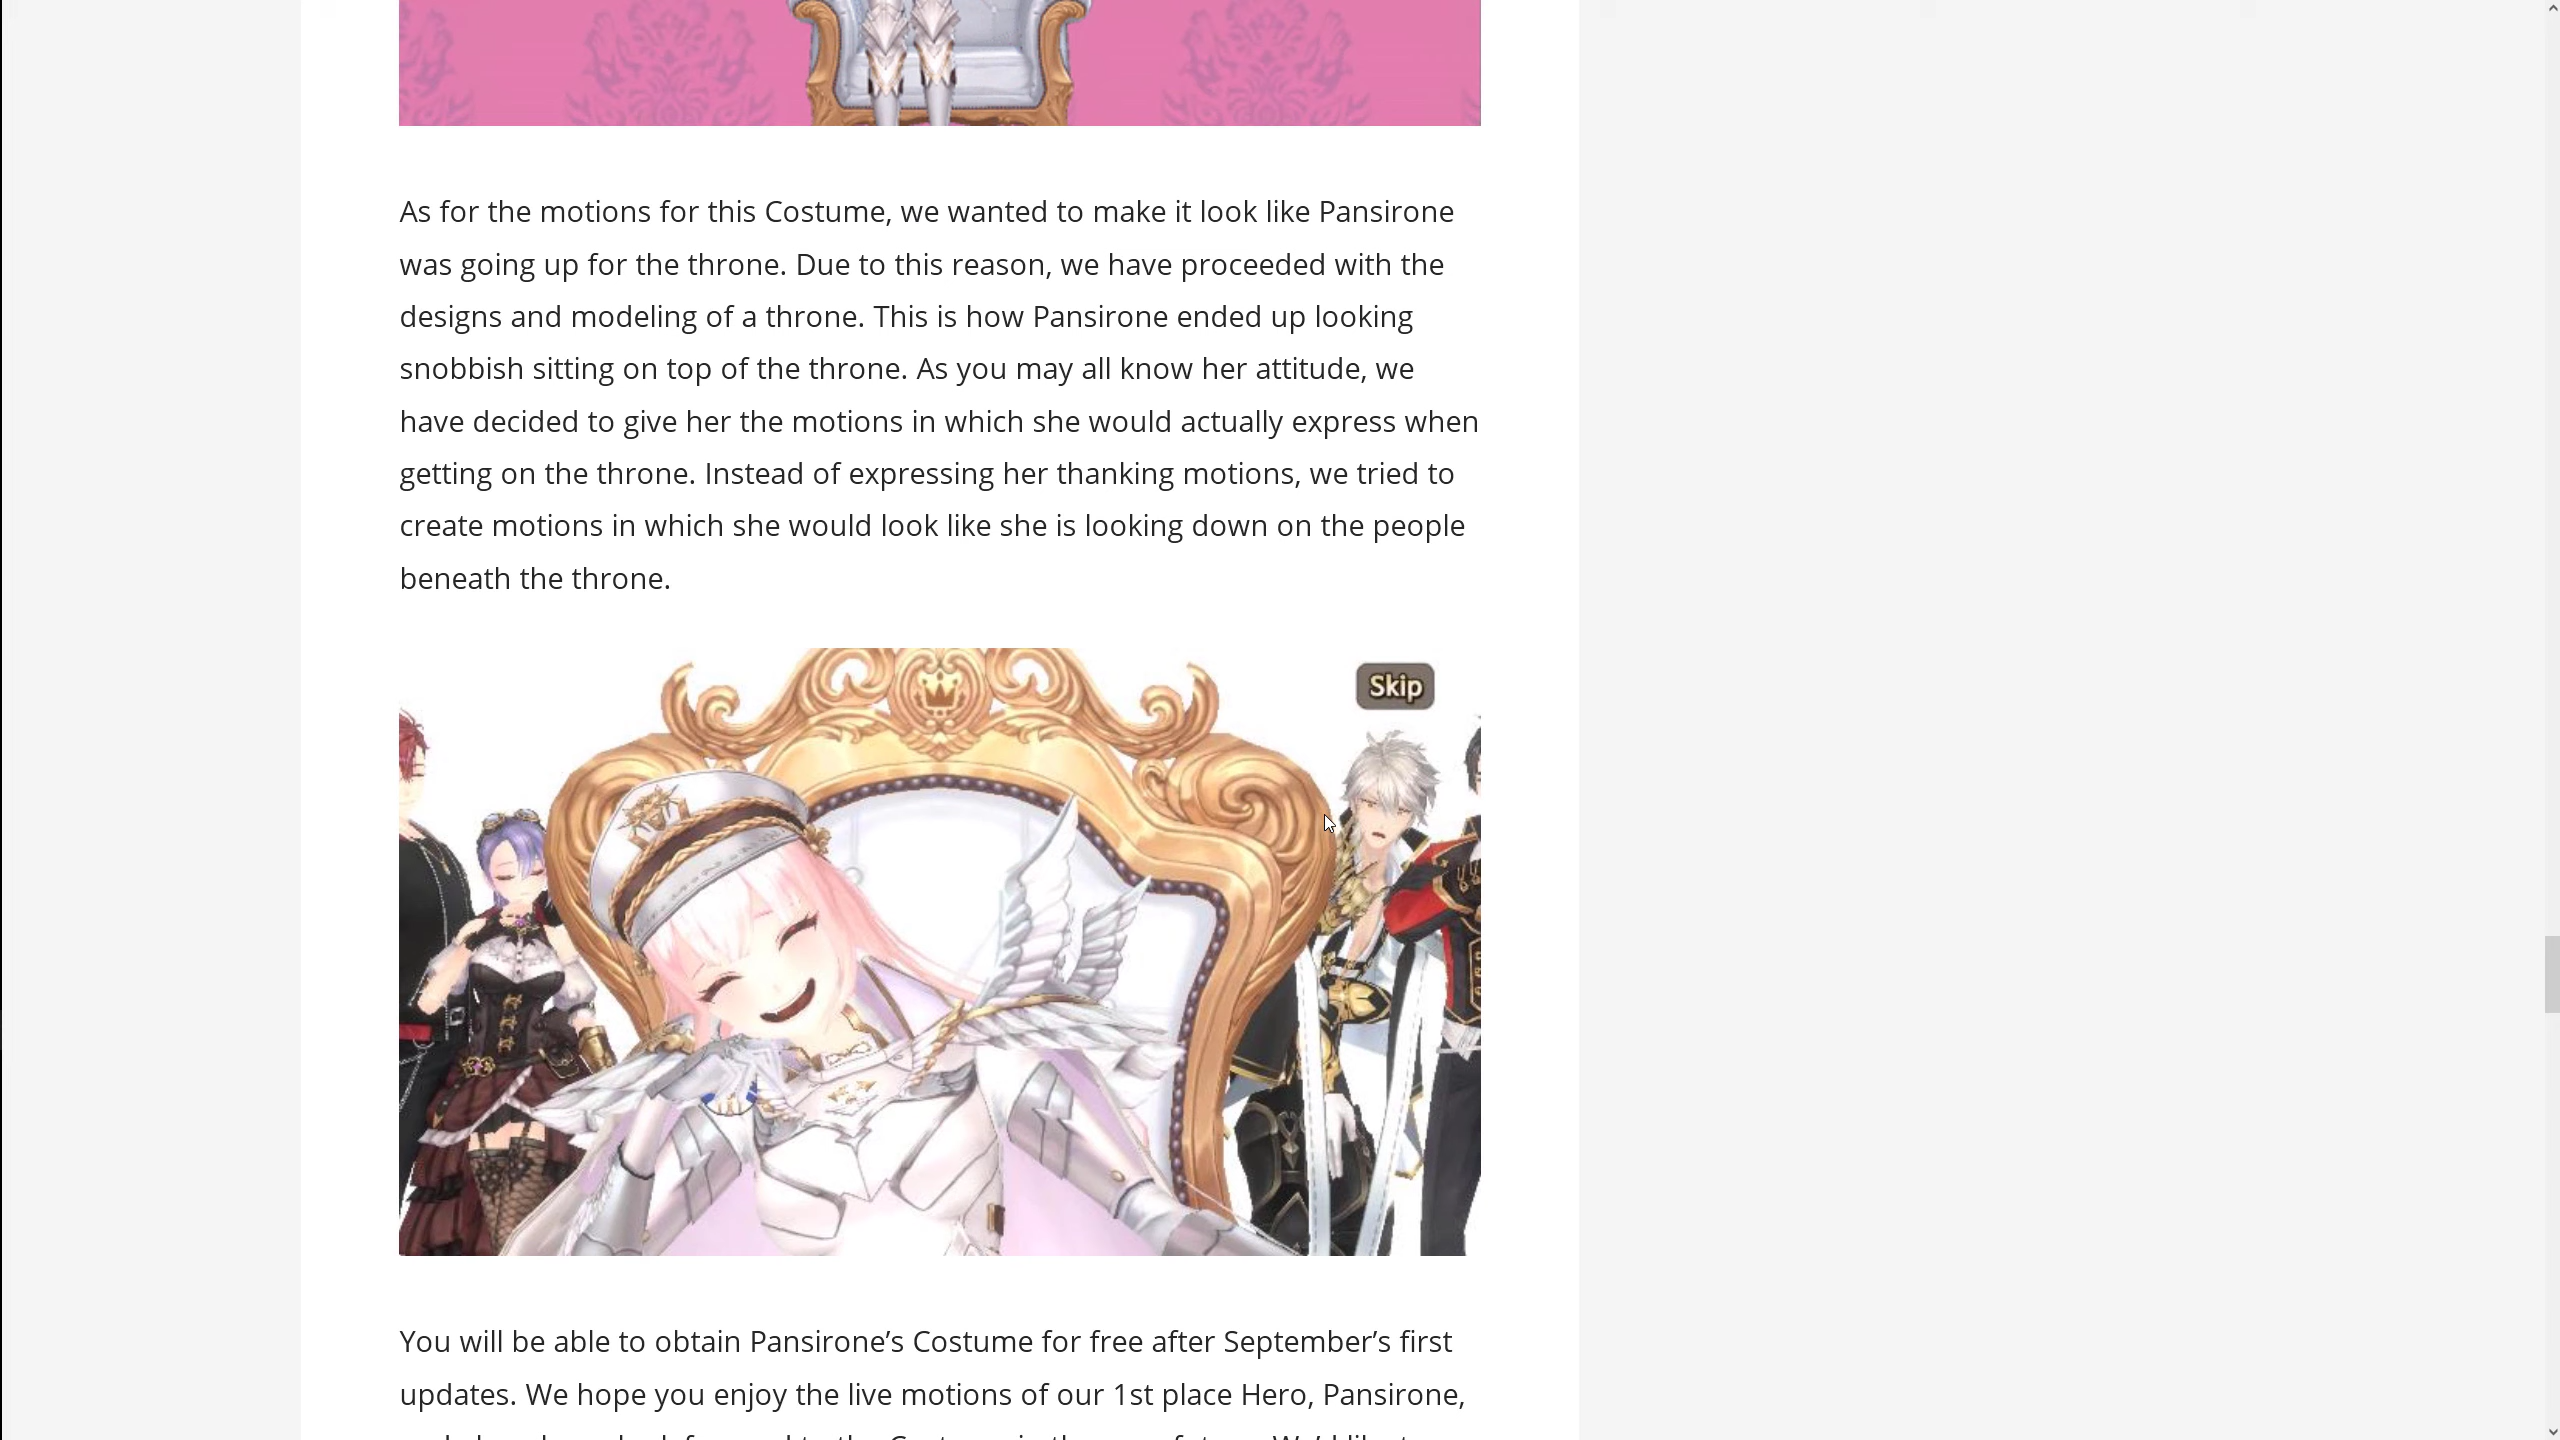 As for the motions for this Costume, we wanted to make it look like Pansirone
was going up for the throne. Due to this reason, we have proceeded with the
designs and modeling of a throne. This is how Pansirone ended up looking
snobbish sitting on top of the throne. As you may all know her attitude, we
have decided to give her the motions in which she would actually express when
getting on the throne. Instead of expressing her thanking motions, we tried to
create motions in which she would look like she is looking down on the people
beneath the throne.
Skip
You will be able to obtain Pansirone’s Costume for free after September’s first
updates. We hope you enjoy the live motions of our 1st place Hero, Pansirone,